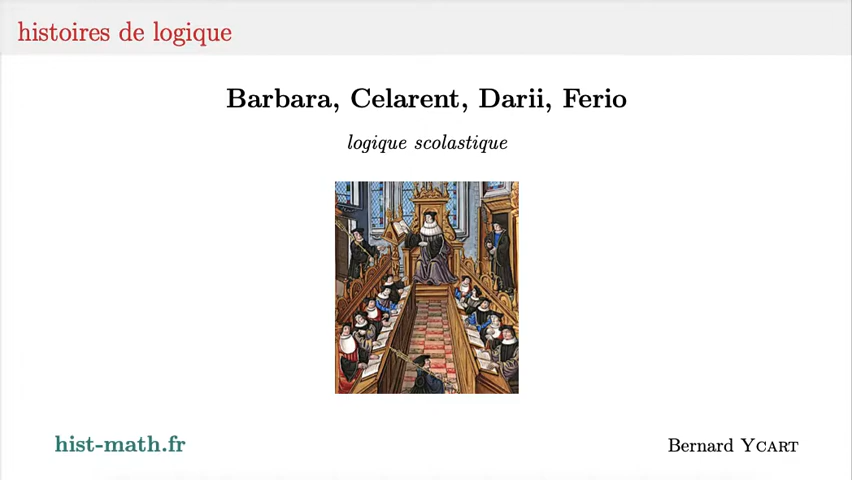 histoires de logique
Barbara, Celarent, Darii, Ferio
logique scolastique
hist-math.fr
Bernard Ycart